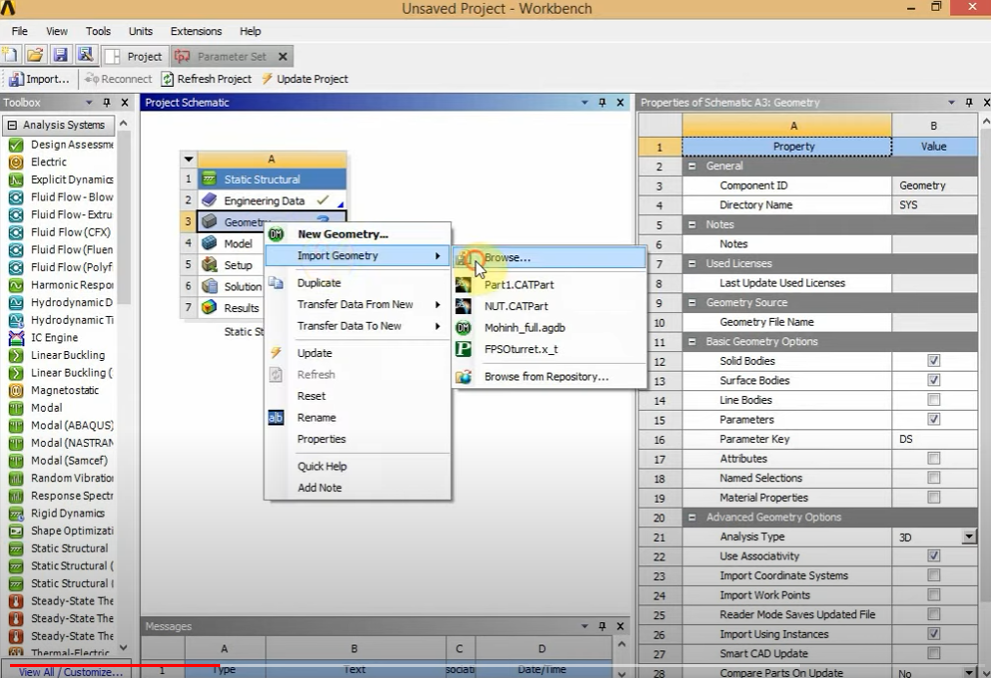 Unsaved Project - Workbench
File View Tools Units Extensions Help
Project Parameter Set
Import... Reconnect Refresh Project Update Project
Toolbox
Analysis Systems
Design Assessme
Electric
Explicit Dynamics
Fluid Flow - Blow
Fluid Flow - Extru
Fluid Flow (CFX)
Fluid Flow (Fluen
Fluid Flow (Polyf
Harmonic Respo
Hydrodynamic D
Hydrodynamic Ti
IC Engine
Linear Buckling
Linear Buckling (
Magnetostatic
Modal
Modal (ABAQUS)
Modal (NASTRAN
Modal (Samcef)
Random Vibratio
Response Spectr
Rigid Dynamics
Shape Optimizati
Static Structural
Static Structural (
Static Structural (
Steady-State The
Steady-State The
Steady-State The
Thermal-Electric
View All / Customize...
Project Schematic
A
1 Static Structural
2 Engineering Data
3 Geometry
4 Model
5 Setup
6 Solution
7 Results
Static St
New Geometry...
Import Geometry
Duplicate
Transfer Data From New
Transfer Data To New
Update
Refresh
Reset
Rename
Properties
Quick Help
Add Note
Browse...
Part1.CATPart
NUT.CATPart
Mohinh_full.agdb
FPSOturret.x_t
Browse from Repository...
Messages
A B C D
1 Type Text sociati Date/Time
Properties of Schematic A3: Geometry
A B
1 Property Value
2 General
3 Component ID Geometry
4 Directory Name SYS
5 Notes
6 Notes
7 Used Licenses
8 Last Update Used Licenses
9 Geometry Source
10 Geometry File Name
11 Basic Geometry Options
12 Solid Bodies
13 Surface Bodies
14 Line Bodies
15 Parameters
16 Parameter Key DS
17 Attributes
18 Named Selections
19 Material Properties
20 Advanced Geometry Options
21 Analysis Type 3D
22 Use Associativity
23 Import Coordinate Systems
24 Import Work Points
25 Reader Mode Saves Updated File
26 Import Using Instances
27 Smart CAD Update
28 Compare Parts On Update No